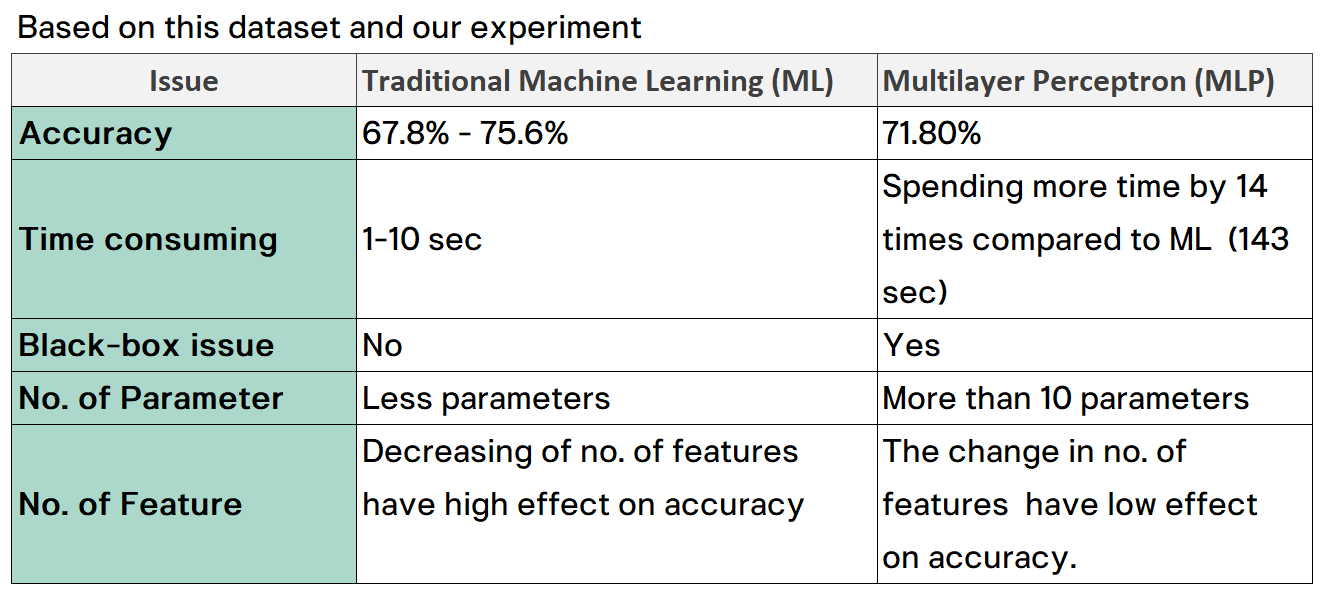 Based on this dataset and our experiment
Issue
Traditional Machine Learning (ML)
Multilayer Perceptron (MLP)
Accuracy
67.8% - 75.6%
71.80%
Time consuming
1-10 sec
Spending more time by 14
times compared to ML  (143
sec)
Black-box issue
No
Yes
No. of Parameter
Less parameters
More than 10 parameters
No. of Feature
Decreasing of no. of features
have high effect on accuracy
The change in no. of
features  have low effect
on accuracy.